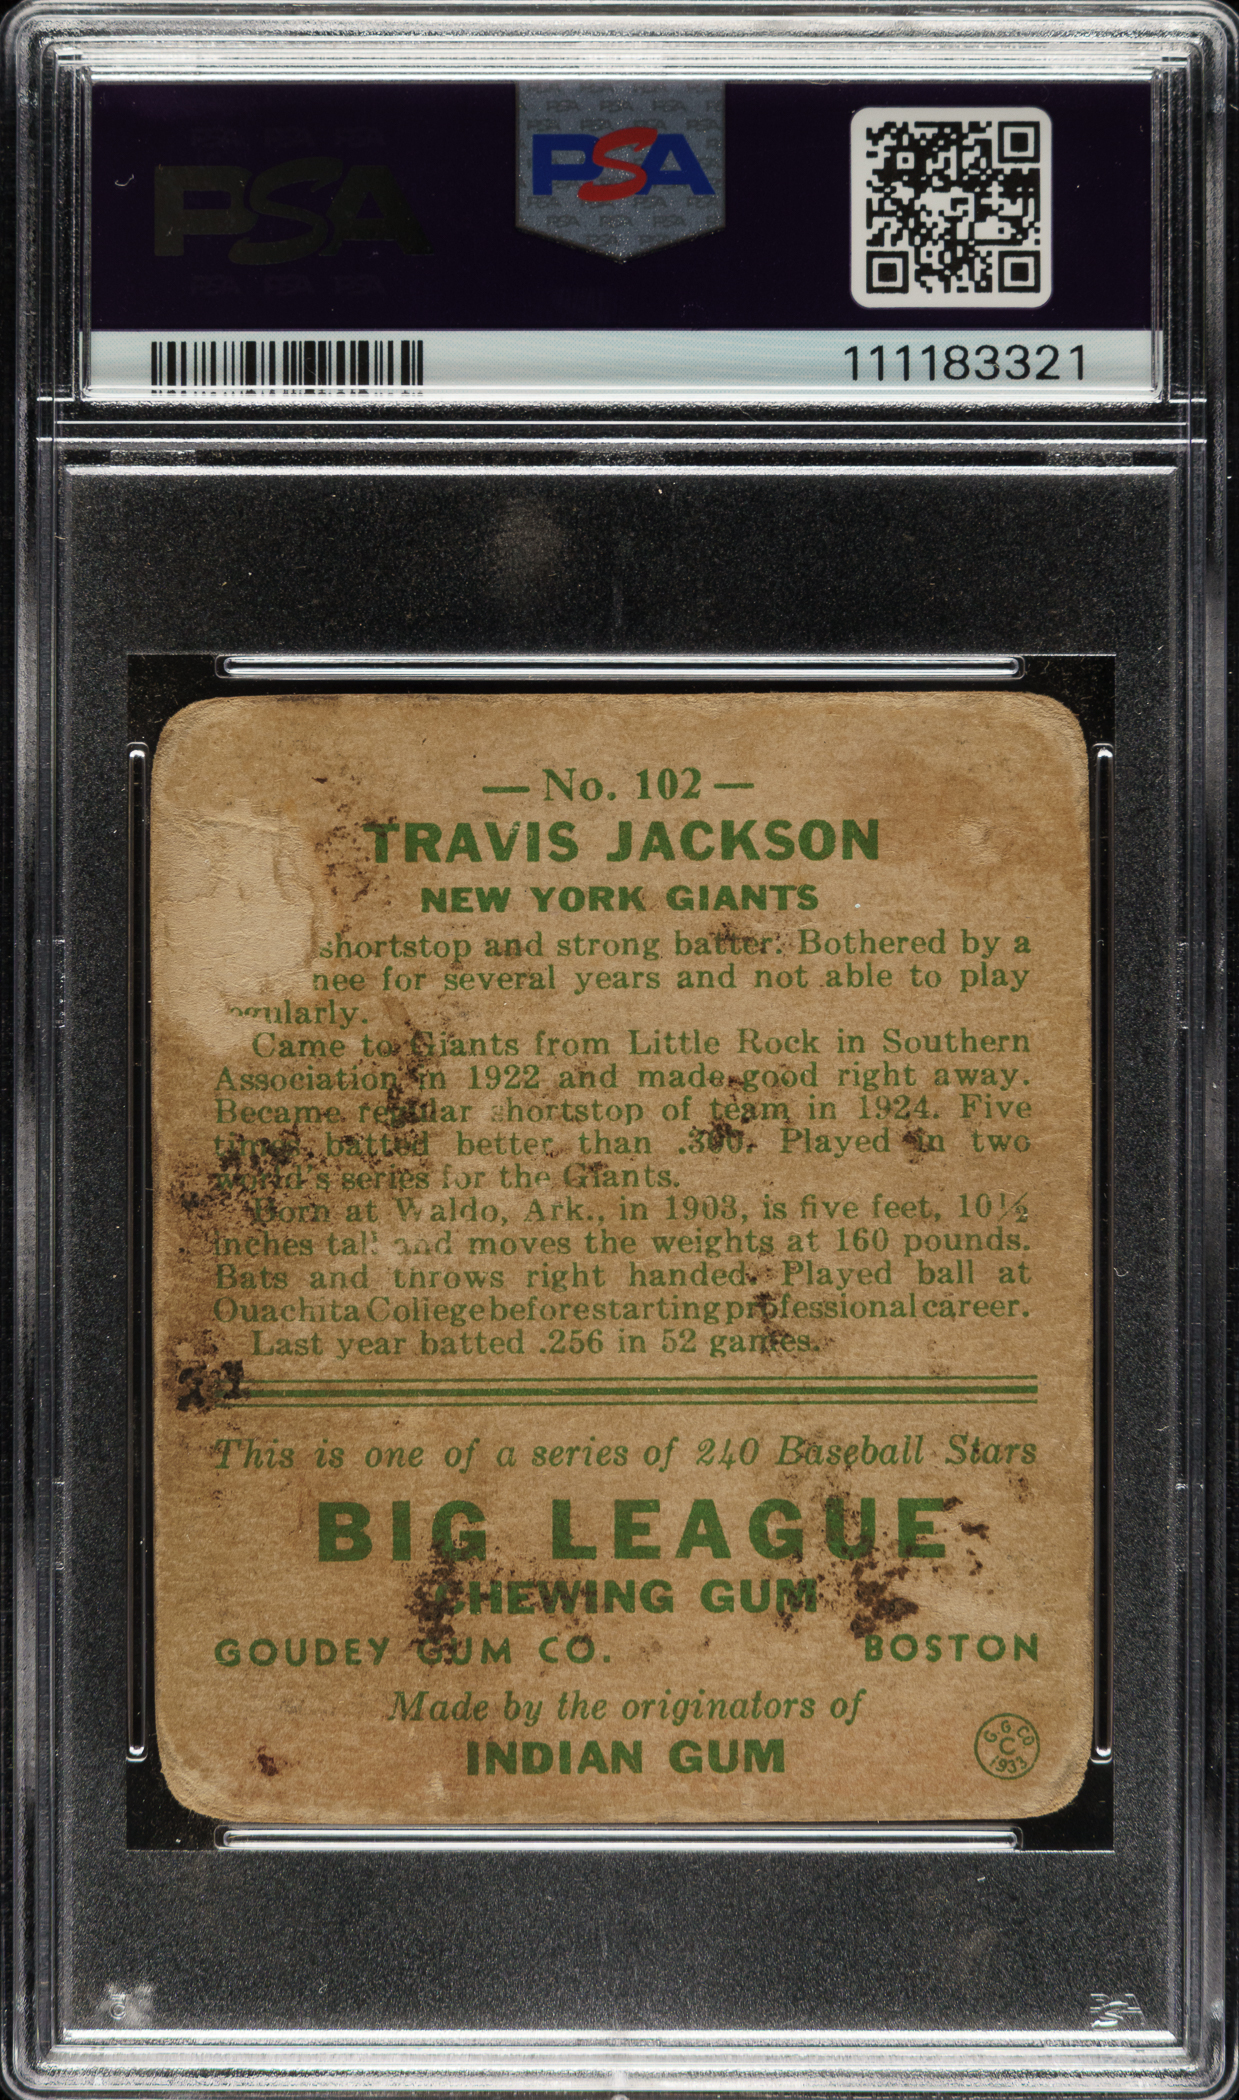 PSA
PSA
111183321
— No. 102 —
TRAVIS JACKSON
NEW YORK GIANTS
shortstop and strong batter. Bothered by a
nee for several years and not able to play
egularly.
Came to Giants from Little Rock in Southern
Association in 1922 and made good right away.
Became regular shortstop of team in 1924. Five
times batted better than .300. Played in two
world's series for the Giants.
Born at Waldo, Ark., in 1903, is five feet, 10½
inches tall and moves the weights at 160 pounds.
Bats and throws right handed. Played ball at
Ouachita College before starting professional career.
Last year batted .256 in 52 games.
This is one of a series of 240 Baseball Stars
BIG LEAGUE
CHEWING GUM
GOUDEY GUM CO. BOSTON
Made by the originators of
INDIAN GUM
G. G. CO
C
1933
PSA